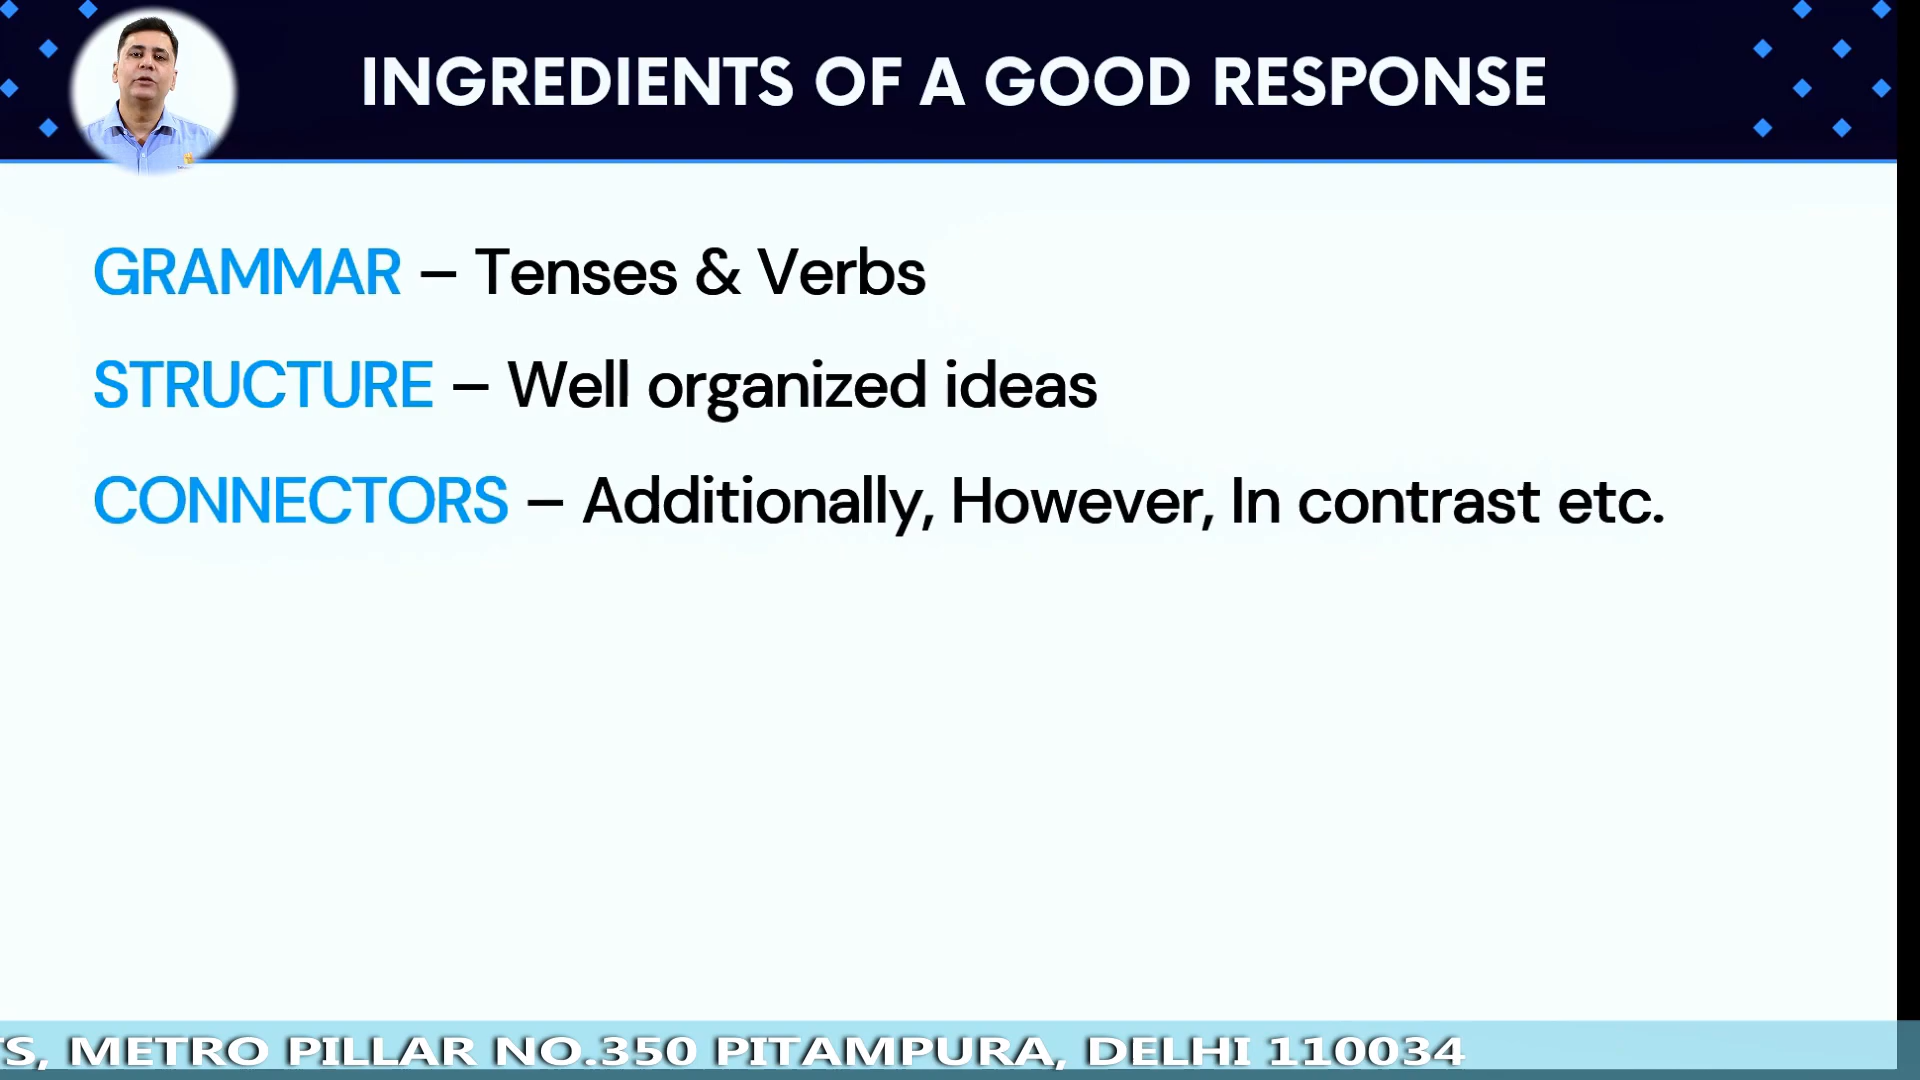 INGREDIENTS OF A GOOD RESPONSE
GRAMMAR – Tenses & Verbs
STRUCTURE – Well organized ideas
CONNECTORS – Additionally, However, In contrast etc.
METRO PILLAR NO.350 PITAMPURA, DELHI 110034